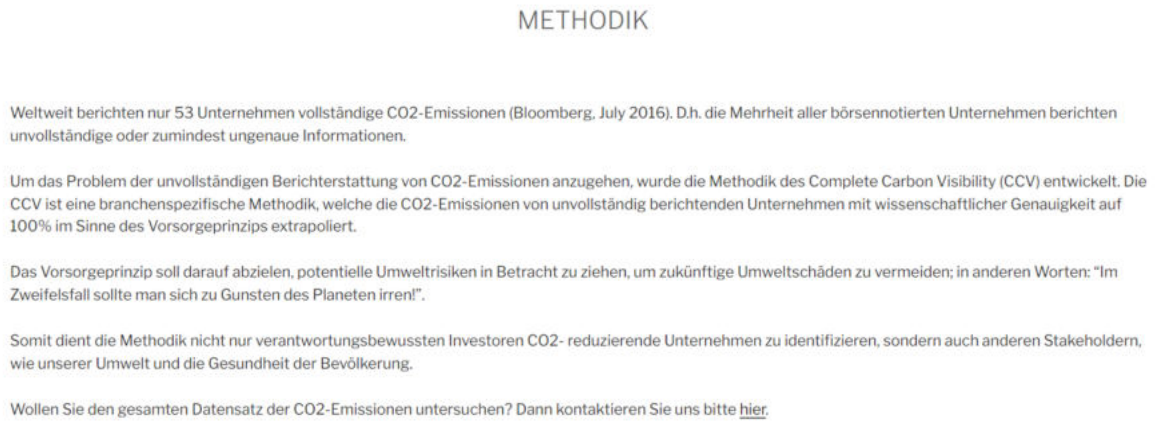 METHODIK
Weltweit berichten nur 53 Unternehmen vollständige CO2-Emissionen (Bloomberg, July 2016). D.h. die Mehrheit aller börsennotierten Unternehmen berichten
unvollständige oder zumindest ungenaue Informationen.
Um das Problem der unvollständigen Berichterstattung von CO2-Emissionen anzugehen, wurde die Methodik des Complete Carbon Visibility (CCV) entwickelt. Die
CCV ist eine branchenspezifische Methodik, welche die CO2-Emissionen von unvollständig berichtenden Unternehmen mit wissenschaftlicher Genauigkeit auf
100% im Sinne des Vorsorgeprinzips extrapoliert.
Das Vorsorgeprinzip soll darauf abzielen, potentielle Umweltrisiken in Betracht zu ziehen, um zukünftige Umweltschäden zu vermeiden; in anderen Worten: “Im
Zweifelsfall sollte man sich zu Gunsten des Planeten irren!”.
Somit dient die Methodik nicht nur verantwortungsbewussten Investoren CO2- reduzierende Unternehmen zu identifizieren, sondern auch anderen Stakeholdern,
wie unserer Umwelt und die Gesundheit der Bevölkerung.
Wollen Sie den gesamten Datensatz der CO2-Emissionen untersuchen? Dann kontaktieren Sie uns bitte hier.